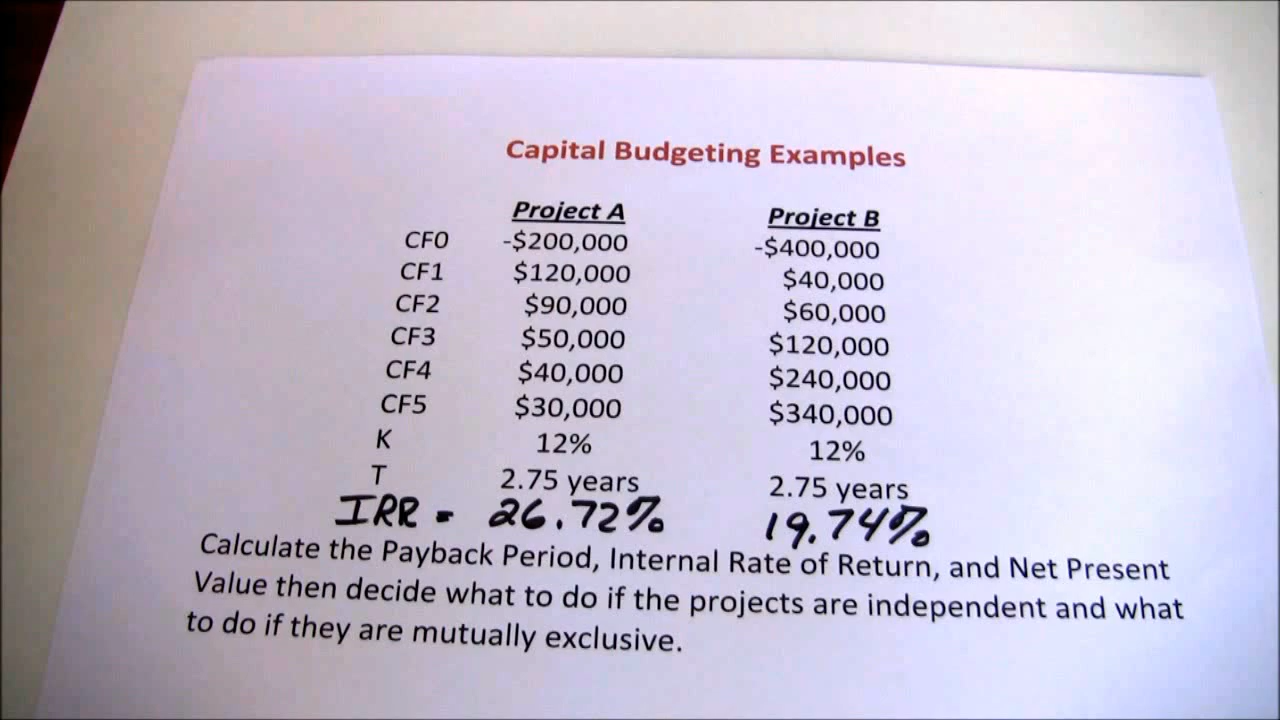 Capital Budgeting Examples
Project A Project B
CF0 -$200,000 -$400,000
CF1 $120,000 $40,000
CF2 $90,000 $60,000
CF3 $50,000 $120,000
CF4 $40,000 $240,000
CF5 $30,000 $340,000
K 12% 12%
T 2.75 years 2.75 years
IRR = 26.72% 19.74%
Calculate the Payback Period, Internal Rate of Return, and Net Present
Value then decide what to do if the projects are independent and what
to do if they are mutually exclusive.